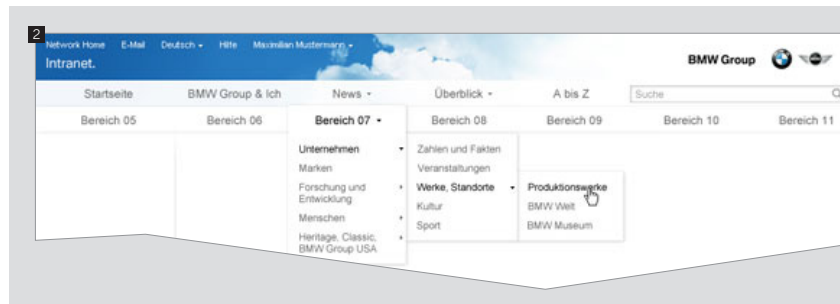 2
Network Home E-Mail Deutsch Hilfe Maximilian Mustermann
Intranet.
BMW Group
Startseite BMW Group & Ich News Überblick A bis Z Suche
Bereich 05 Bereich 06 Bereich 07 Bereich 08 Bereich 09 Bereich 10 Bereich 11
Unternehmen
Marken
Forschung und
Entwicklung
Menschen
Heritage, Classic,
BMW Group USA
Zahlen und Fakten
Veranstaltungen
Werke, Standorte
Kultur
Sport
Produktionswerke
BMW Welt
BMW Museum